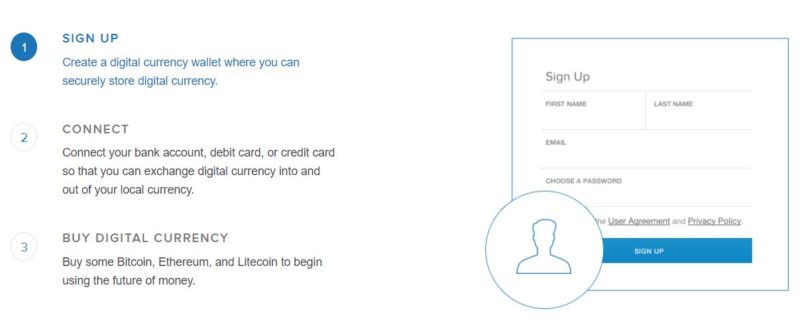 1
SIGN UP
Create a digital currency wallet where you can
securely store digital currency.
2
CONNECT
Connect your bank account, debit card, or credit card
so that you can exchange digital currency into and
out of your local currency.
3
BUY DIGITAL CURRENCY
Buy some Bitcoin, Ethereum, and Litecoin to begin
using the future of money.
Sign Up
FIRST NAME LAST NAME
EMAIL
CHOOSE A PASSWORD
the User Agreement and Privacy Policy.
SIGN UP